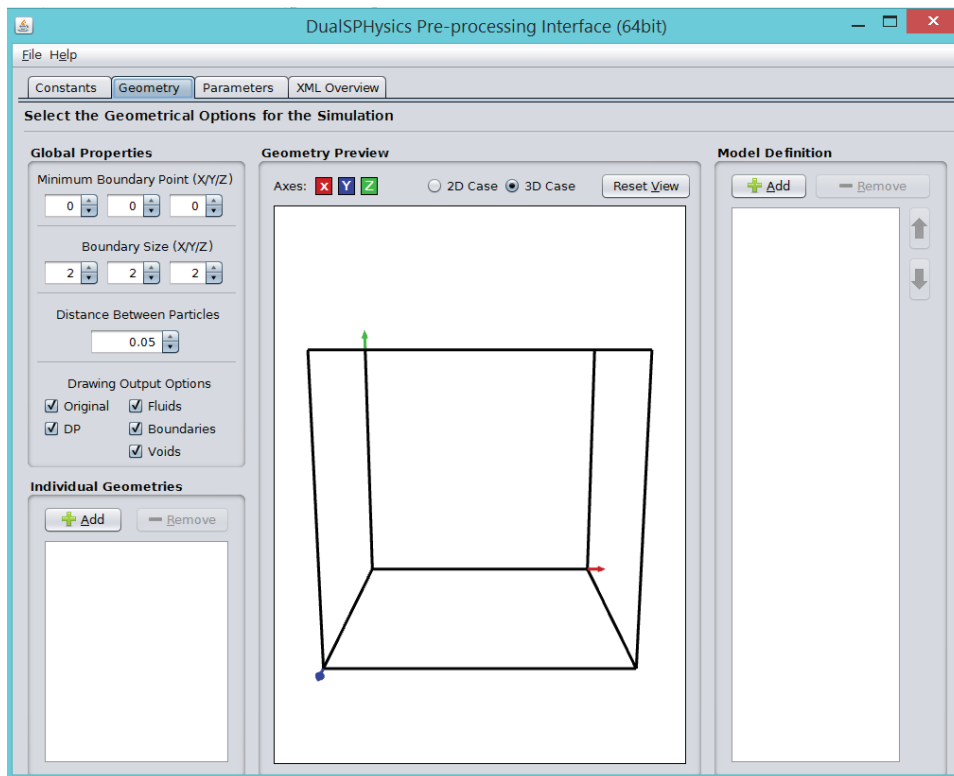 DualSPHysics Pre-processing Interface (64bit)
File Help
Constants Geometry Parameters XML Overview
Select the Geometrical Options for the Simulation
Global Properties
Minimum Boundary Point (X/Y/Z)
0 0 0
Boundary Size (X/Y/Z)
2 2 2
Distance Between Particles
0.05
Drawing Output Options
Original Fluids
DP Boundaries
Voids
Individual Geometries
Add Remove
Geometry Preview
Axes: X Y Z 2D Case 3D Case Reset View
Model Definition
Add Remove